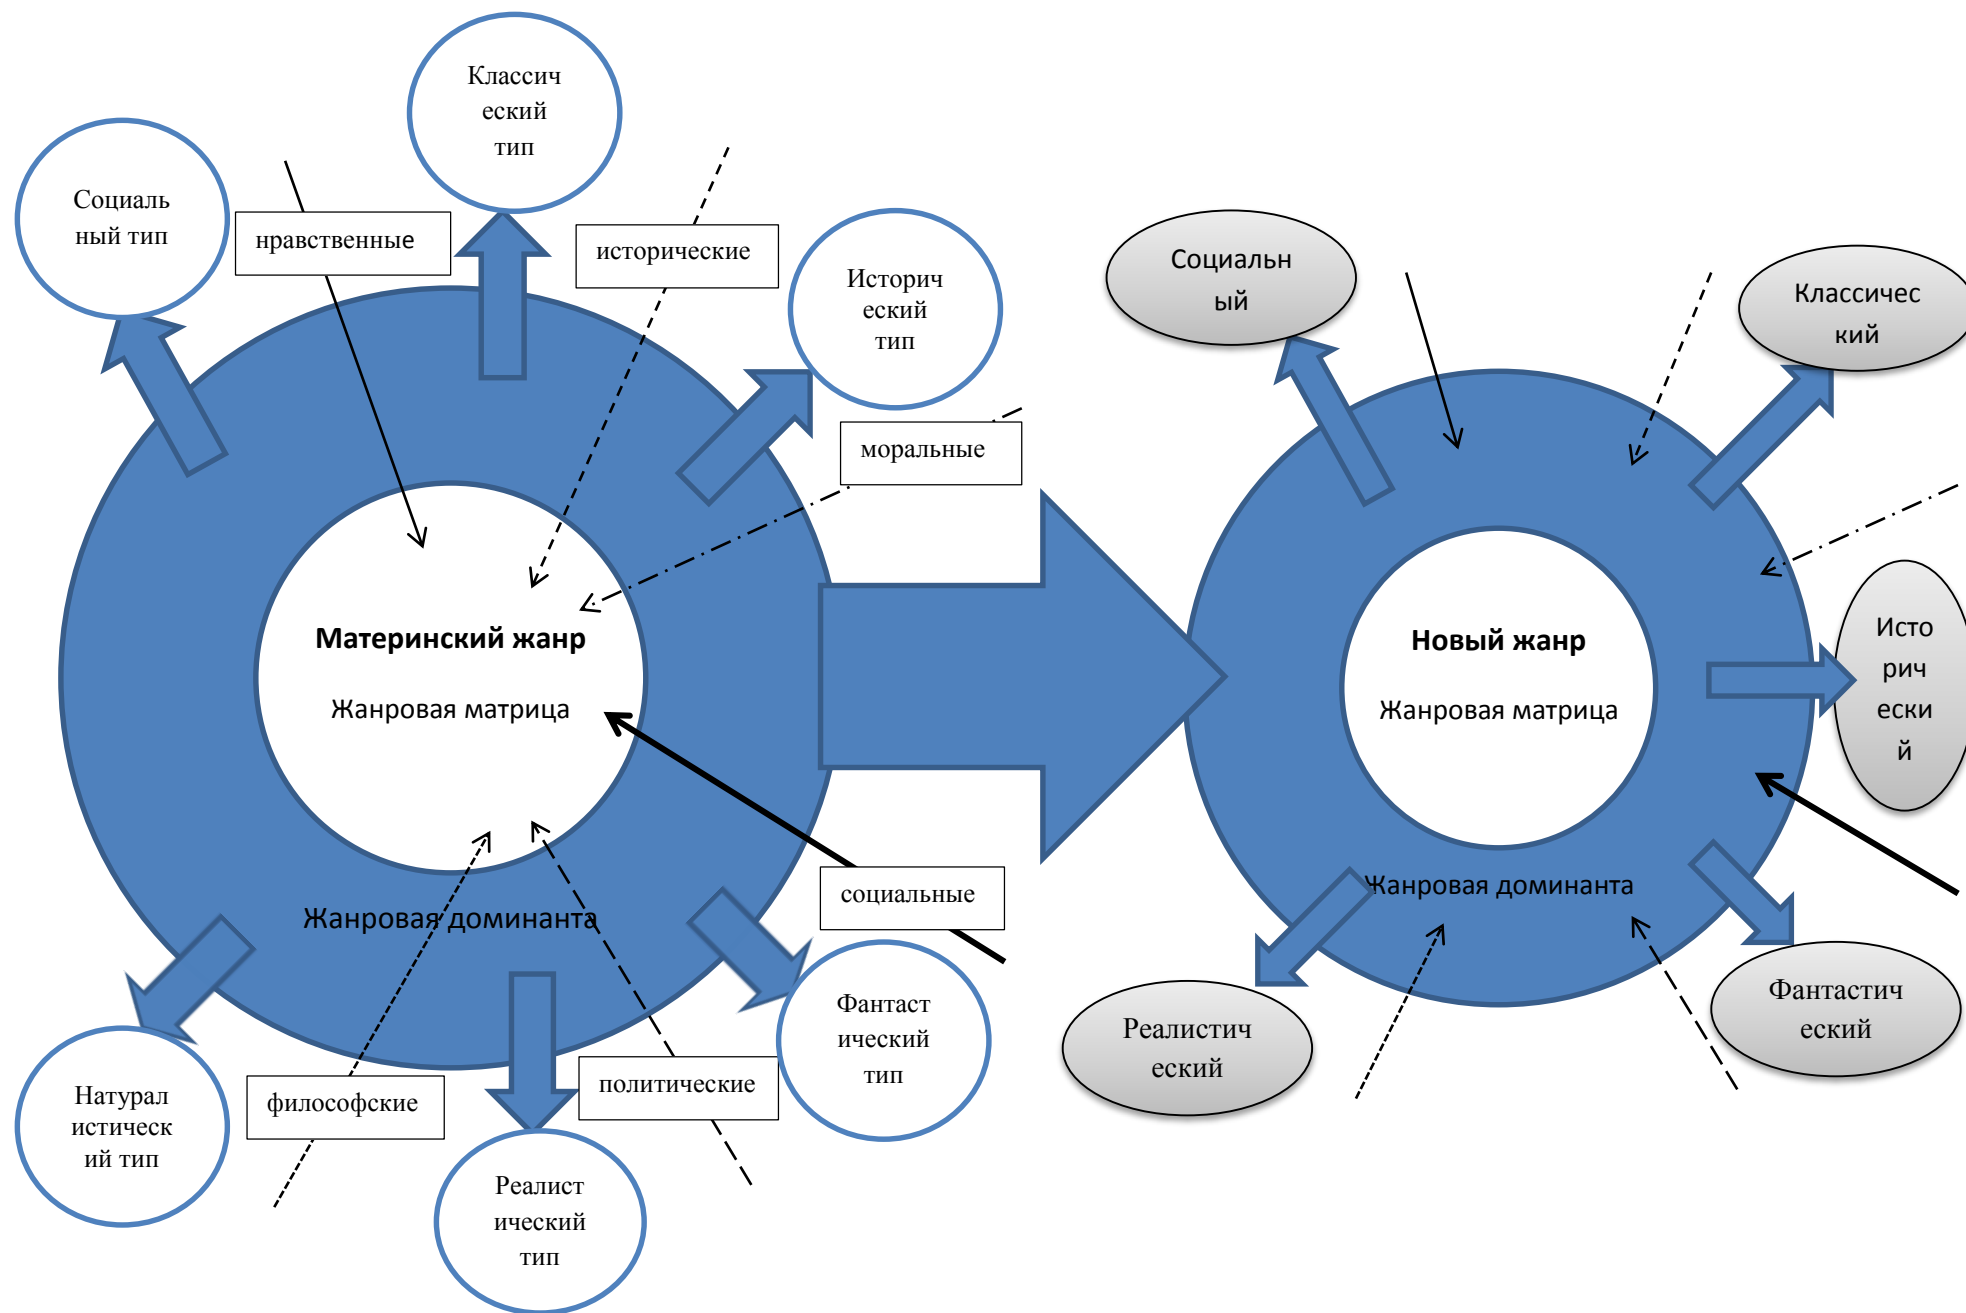 Классич
еский
тип
Социаль
ный тип
нравственные
исторические
Историч
еский
тип
моральные
Материнский жанр
Жанровая матрица
социальные
Жанровая доминанта
Фантаст
ический
тип
политические
философские
Натурал
истическ
ий тип
Реалист
ический
тип
Социальн
ый
Классичес
кий
Исто
рич
ески
й
Новый жанр
Жанровая матрица
Жанровая доминанта
Фантастич
еский
Реалистич
еский